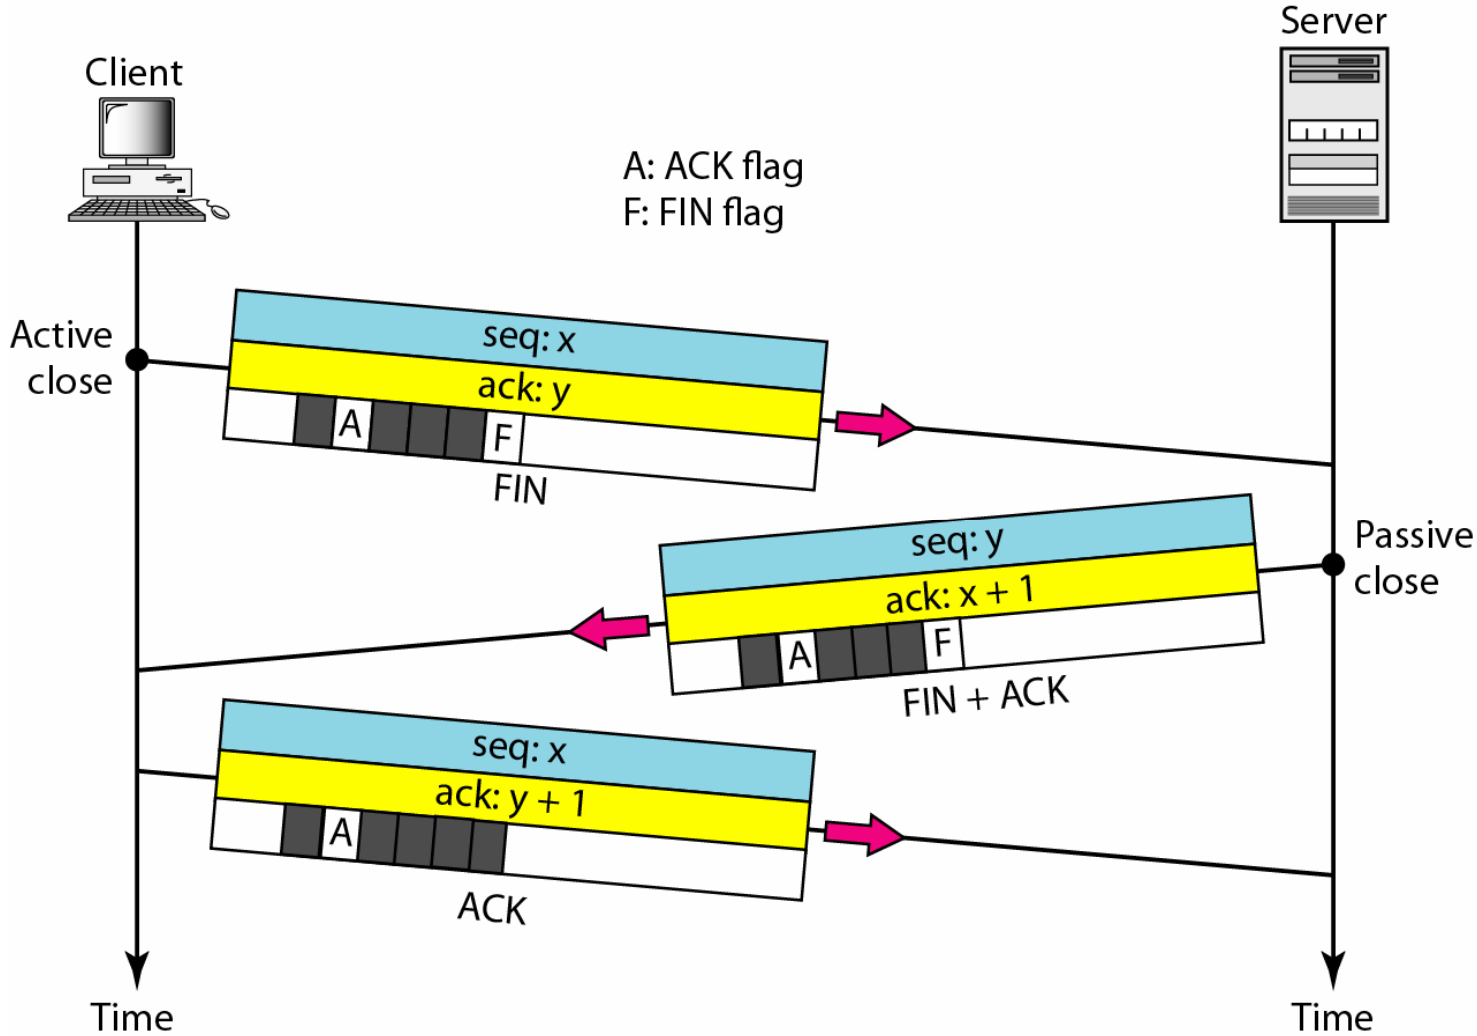 Server
Client
A: ACK flag
F: FIN flag
Active
close
seq: x
ack: y
A F
FIN
Passive
close
seq: y
ack: x + 1
A F
FIN + ACK
seq: x
ack: y + 1
A
ACK
Time
Time